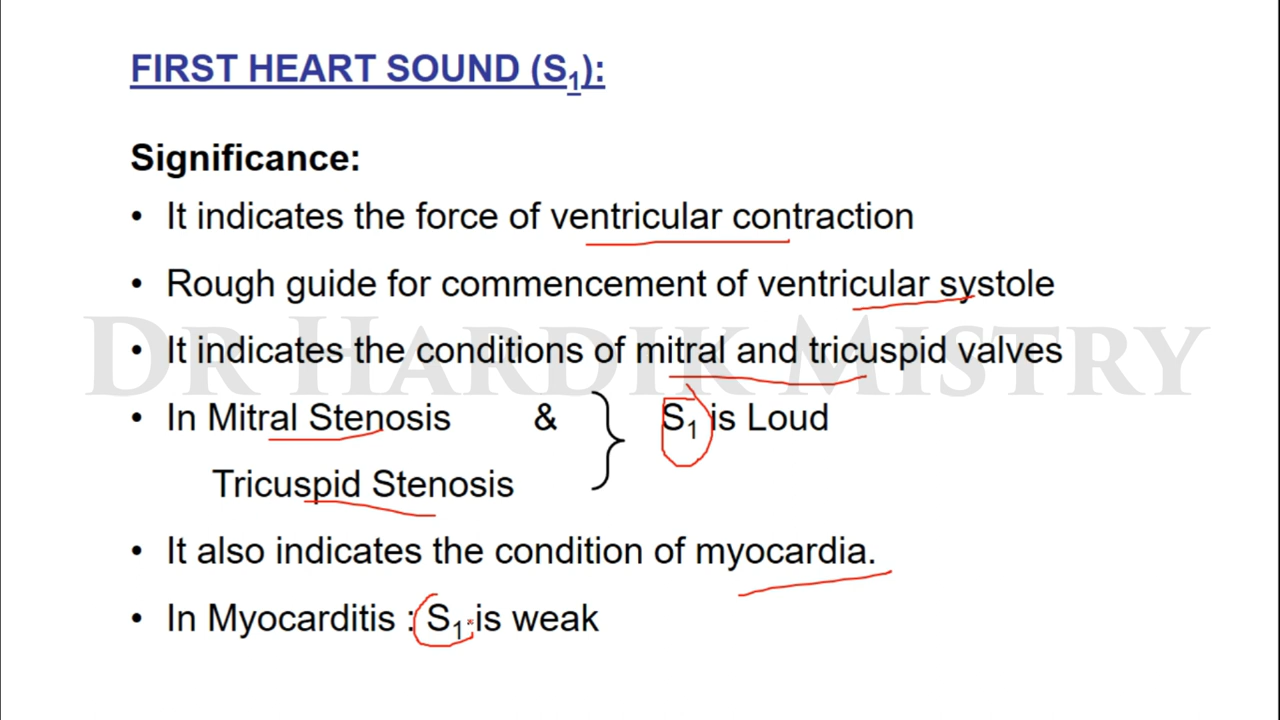 FIRST HEART SOUND (S₁):
Significance:
• It indicates the force of ventricular contraction
• Rough guide for commencement of ventricular systole
• It indicates the conditions of mitral and tricuspid valves
DR HARDIK MISTRY
• In Mitral Stenosis & } S₁ is Loud
Tricuspid Stenosis
• It also indicates the condition of myocardia.
• In Myocarditis : S₁ is weak